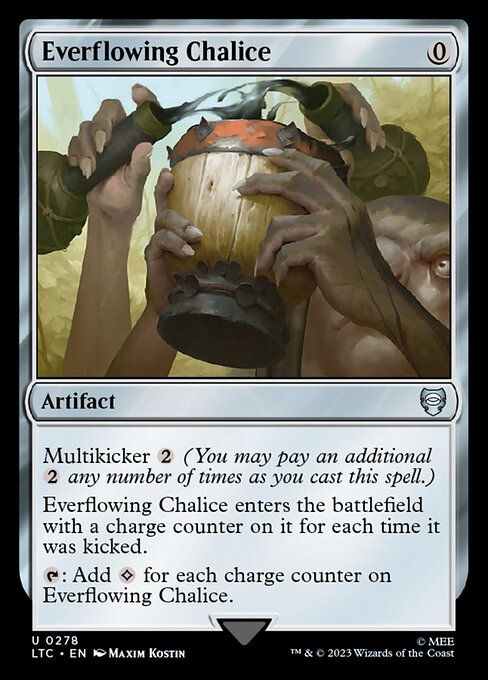 Everflowing Chalice 0
Artifact
Multikicker 2 (You may pay an additional
2 any number of times as you cast this spell.)
Everflowing Chalice enters the battlefield
with a charge counter on it for each time it
was kicked.
: Add for each charge counter on
Everflowing Chalice.
U 0278 © MEE
LTC • EN Maxim Kostin ™ & © 2023 Wizards of the Coast